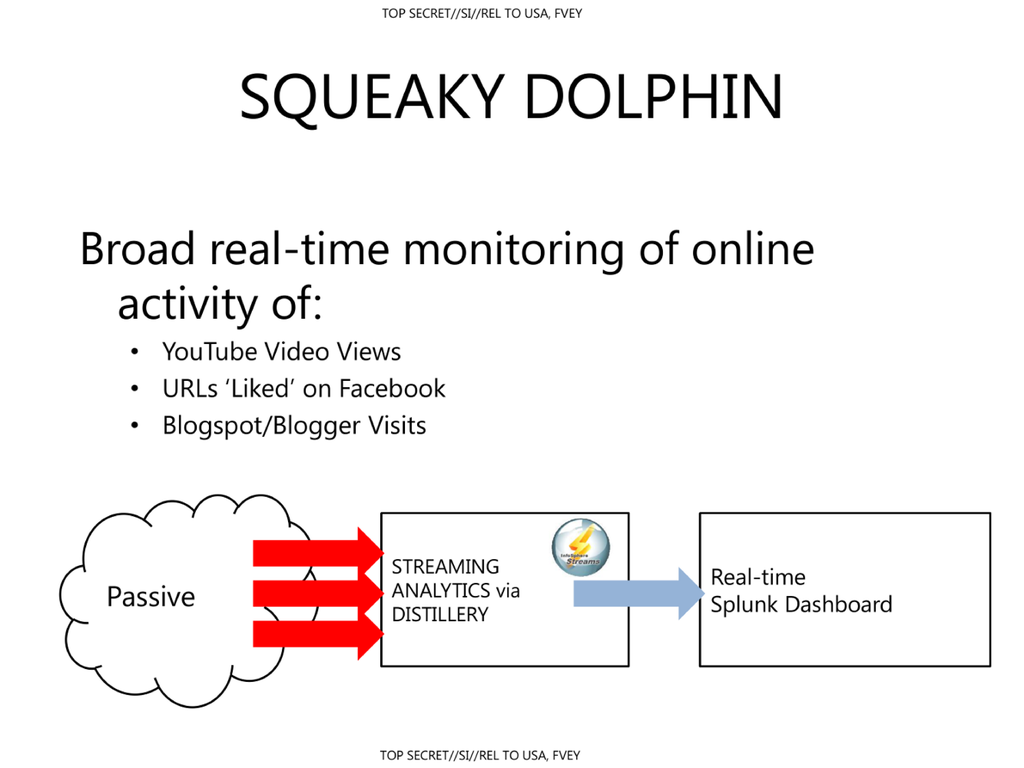 TOP SECRET//SI//REL TO USA, FVEY
SQUEAKY DOLPHIN
Broad real-time monitoring of online
activity of:
• YouTube Video Views
• URLs ‘Liked’ on Facebook
• Blogspot/Blogger Visits
Passive
STREAMING
ANALYTICS via
DISTILLERY
InfoSphere
Streams
Real-time
Splunk Dashboard
TOP SECRET//SI//REL TO USA, FVEY